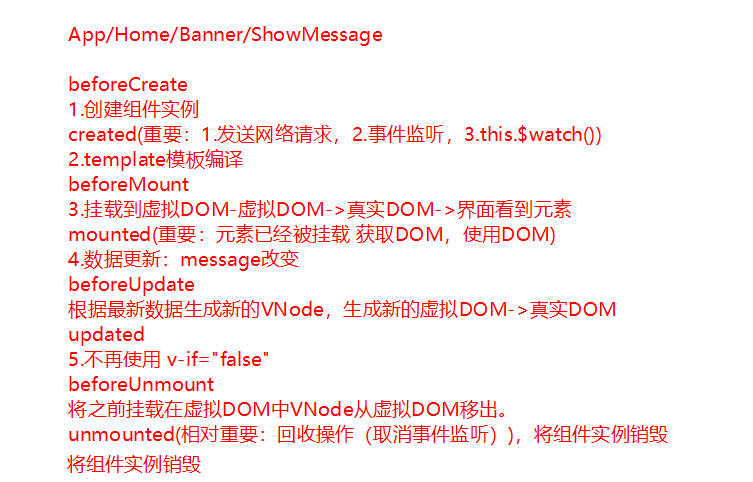 App/Home/Banner/ShowMessage
beforeCreate
1.创建组件实例
created(重要：1.发送网络请求，2.事件监听，3.this.$watch())
2.template模板编译
beforeMount
3.挂载到虚拟DOM-虚拟DOM->真实DOM->界面看到元素
mounted(重要：元素已经被挂载 获取DOM，使用DOM)
4.数据更新：message改变
beforeUpdate
根据最新数据生成新的VNode，生成新的虚拟DOM->真实DOM
updated
5.不再使用 v-if="false"
beforeUnmount
将之前挂载在虚拟DOM中VNode从虚拟DOM移出。
unmounted(相对重要：回收操作（取消事件监听）)，将组件实例销毁
将组件实例销毁